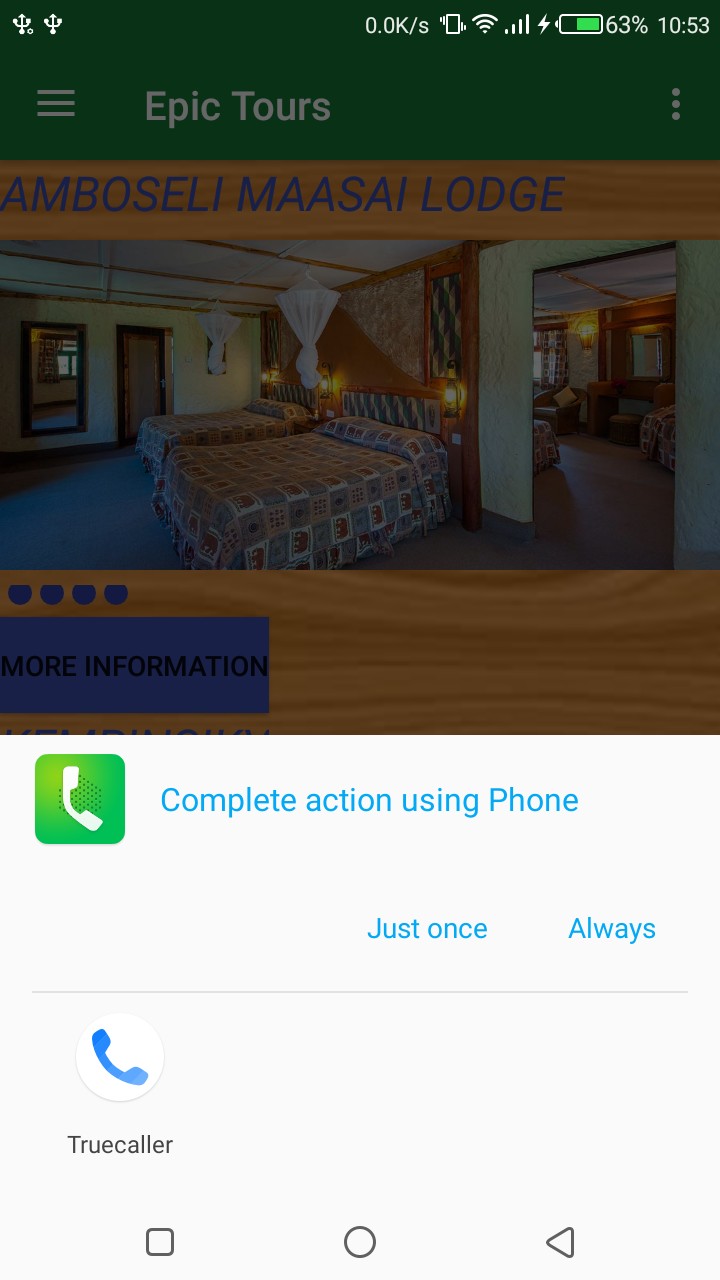 0.0K/s 63% 10:53
Epic Tours
AMBOSELI MAASAI LODGE
MORE INFORMATION
Complete action using Phone
Just once Always
Truecaller